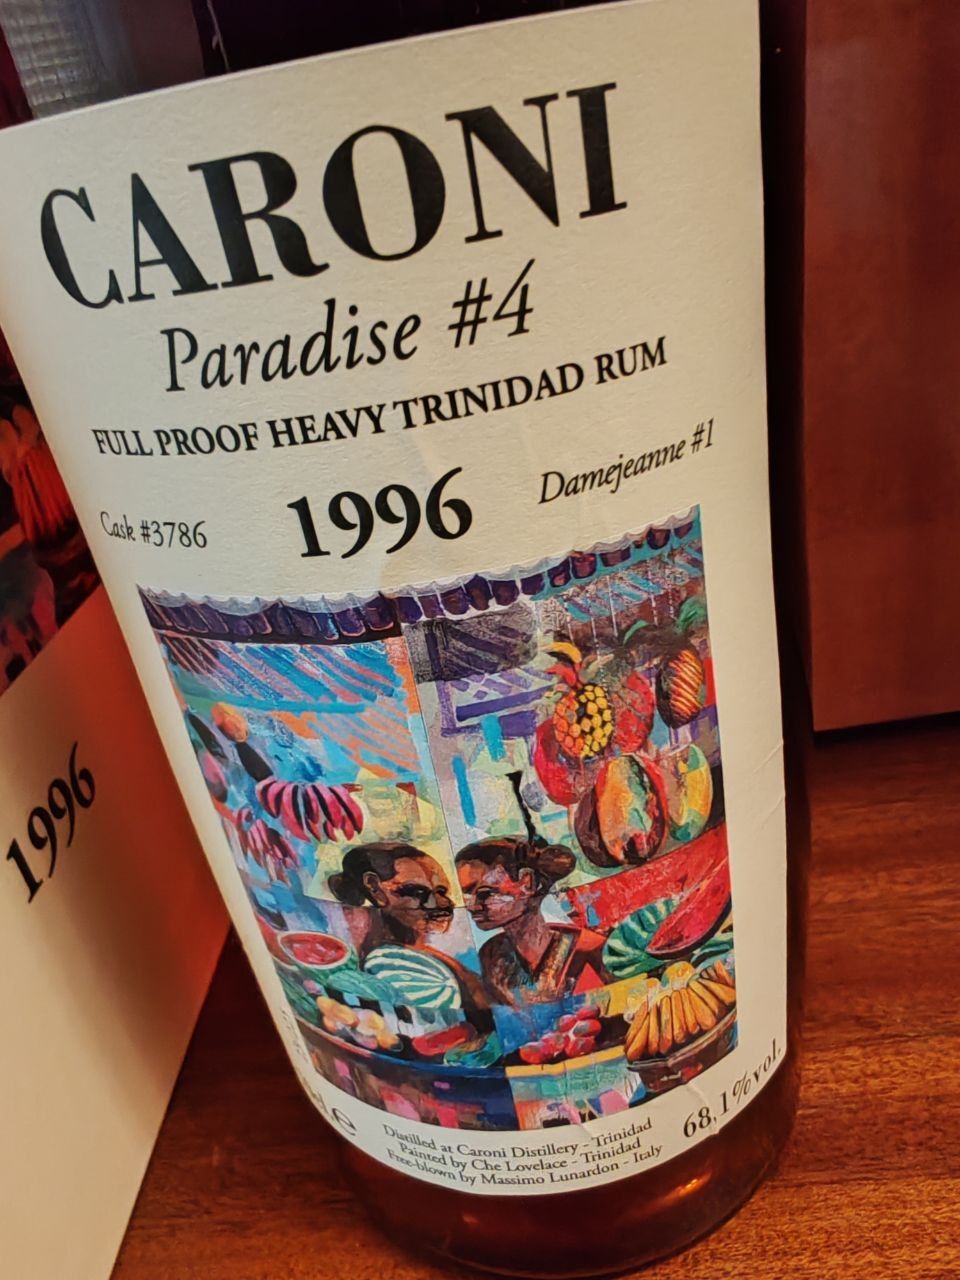 CARONI
Paradise #4
FULL PROOF HEAVY TRINIDAD RUM
Cask #3786
1996
Damejeanne #1
Distilled at Caroni Distillery - Trinidad
Painted by Che Lovelace - Trinidad
Free-blown by Massimo Lunardon - Italy
68,1% vol.
1996